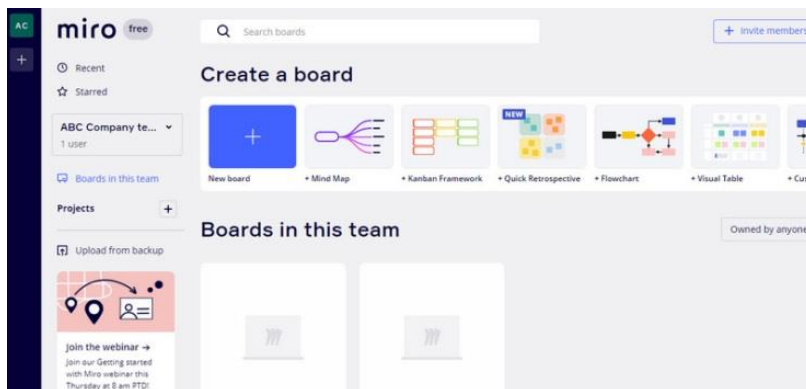 AC
miro free
Search boards
+ Invite members
Recent
Starred
ABC Company te...
1 user
Boards in this team
Projects +
Upload from backup
Join the webinar →
Join our Getting started
with Miro webinar this
Thursday at 8 am PTD!
Create a board
NEW
New board
+ Mind Map
+ Kanban Framework
+ Quick Retrospective
+ Flowchart
+ Visual Table
Boards in this team
Owned by anyone